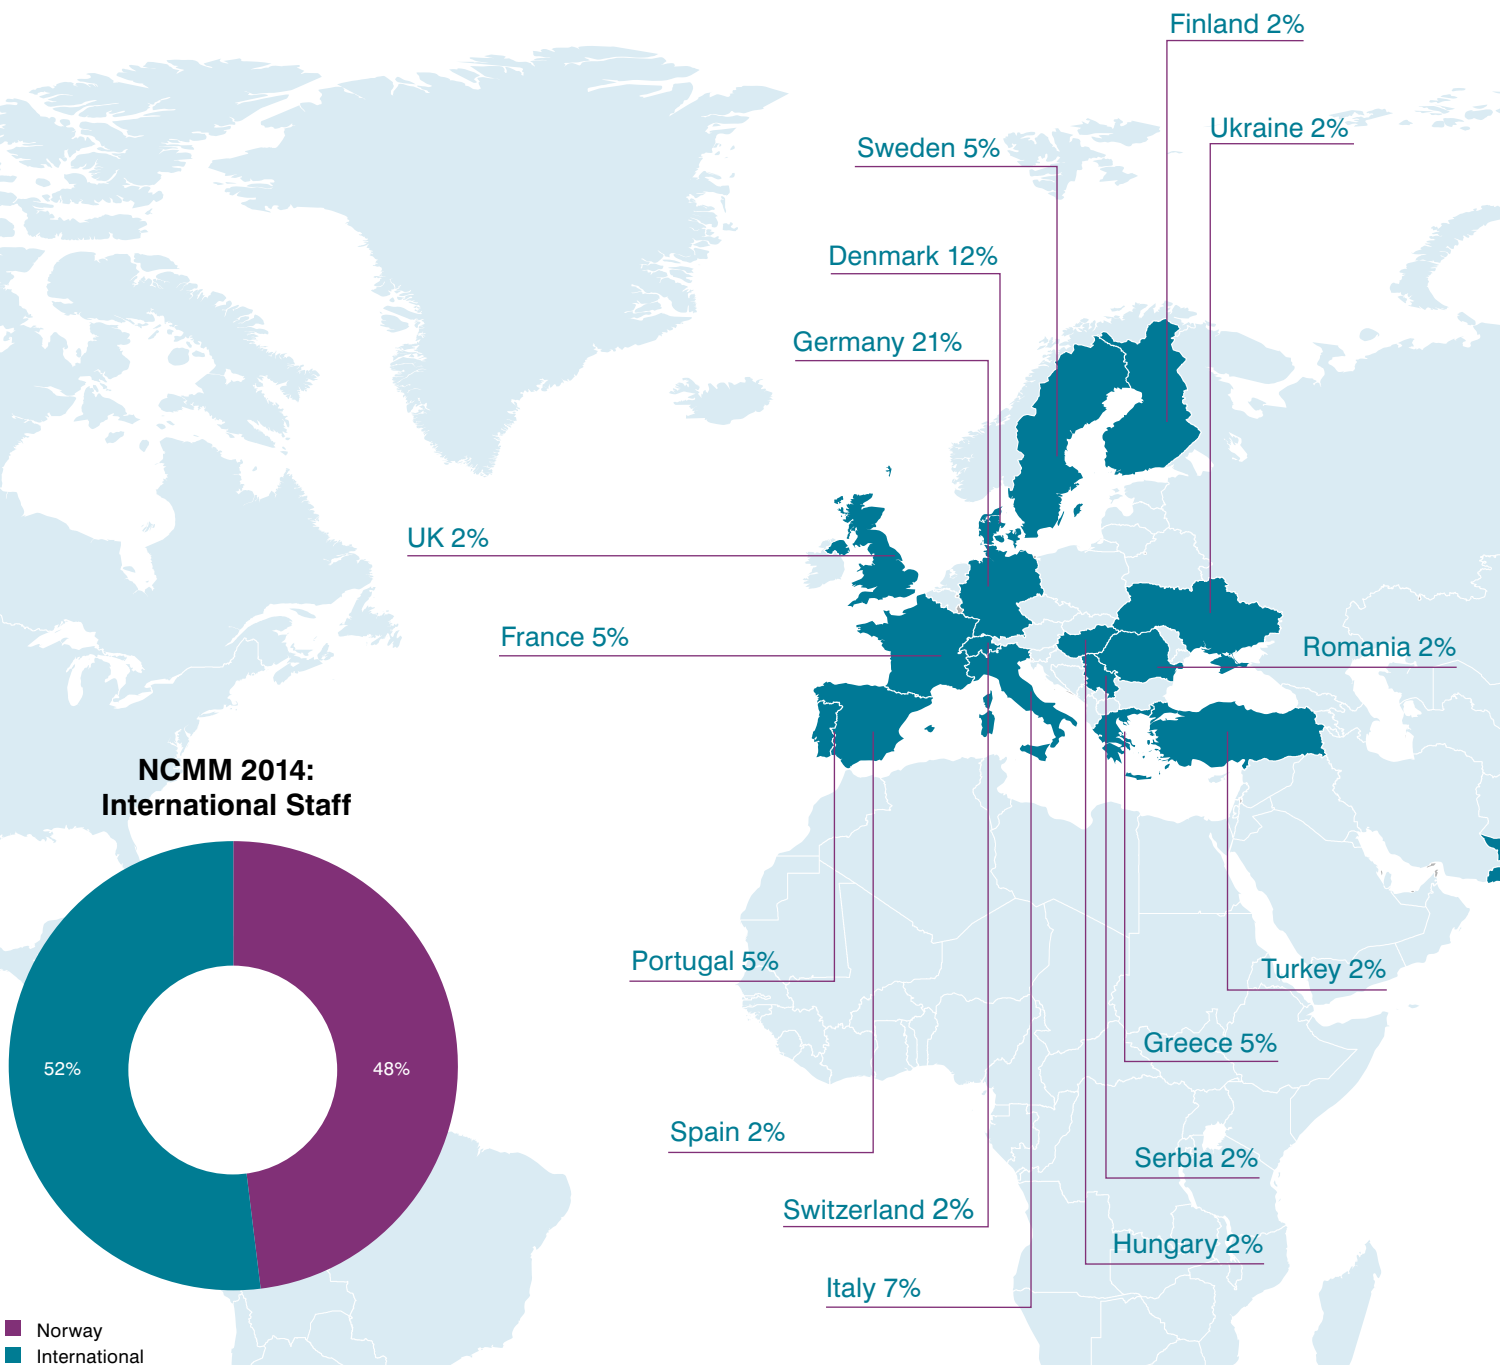 Finland 2%
Ukraine 2%
Sweden 5%
Denmark 12%
Germany 21%
UK 2%
France 5%
Romania 2%
NCMM 2014:
International Staff
52%
48%
Portugal 5%
Turkey 2%
Greece 5%
Spain 2%
Serbia 2%
Switzerland 2%
Hungary 2%
Italy 7%
Norway
International